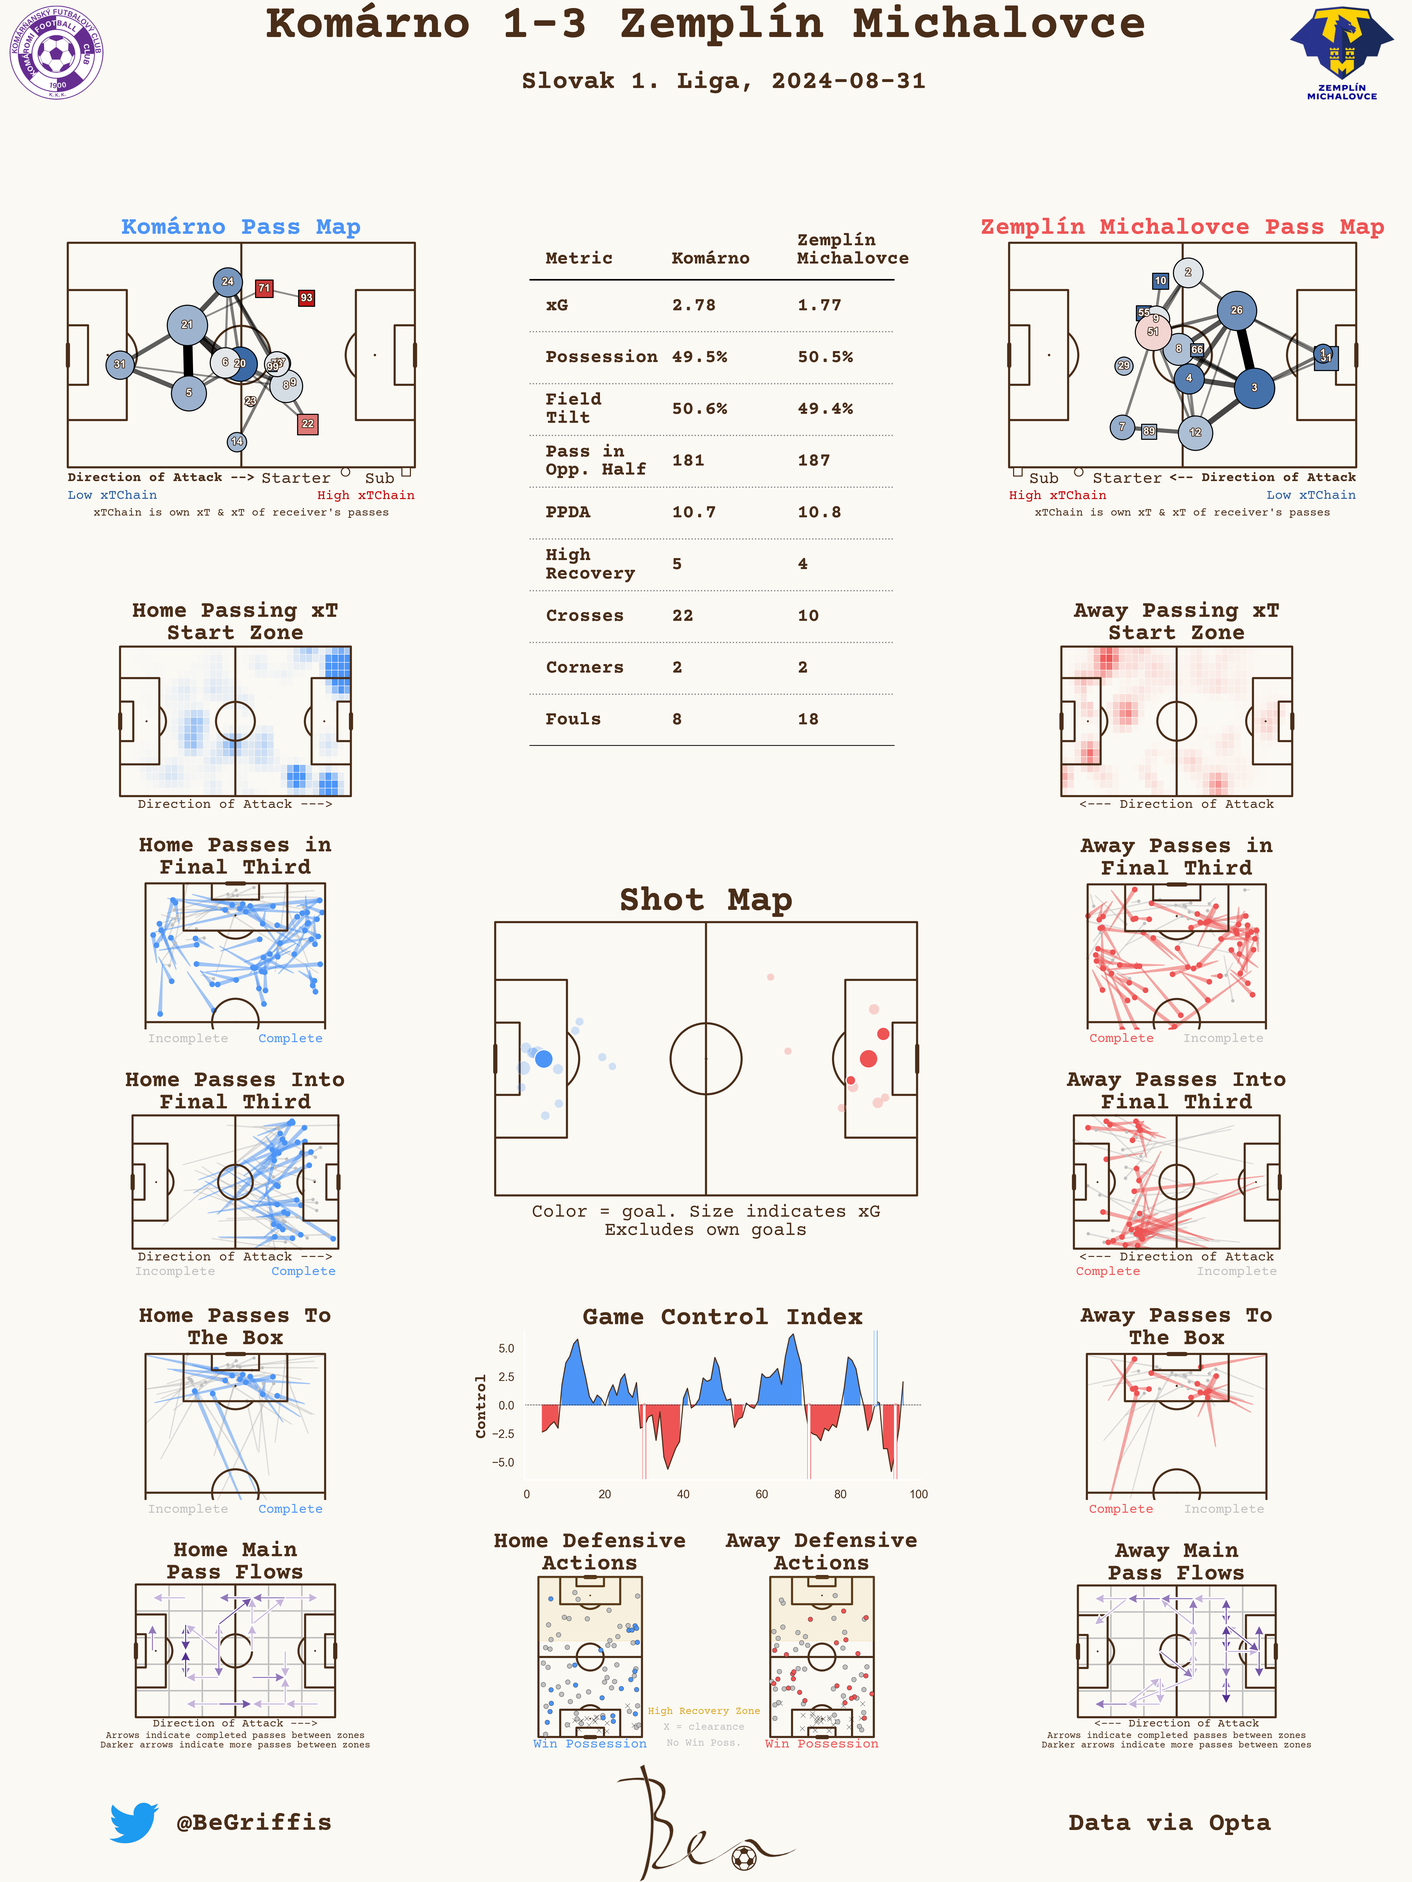 Komárno 1-3 Zemplín Michalovce
Slovak 1. Liga, 2024-08-31
KOMÁRŇANSKÝ FUTBALOVÝ CLUB
KOMÁROMI FOOTBALL CLUB
1900
K.K.K.
ZEMPLÍN
MICHALOVCE
Komárno Pass Map
24
71
93
21
31
6
20
99
8
9
5
23
22
14
Direction of Attack --> Starter Sub
Low xTChain High xTChain
xTChain is own xT & xT of receiver's passes
Metric Komárno Zemplín Michalovce
xG 2.78 1.77
Possession 49.5% 50.5%
Field Tilt 50.6% 49.4%
Pass in Opp. Half 181 187
PPDA 10.7 10.8
High Recovery 5 4
Crosses 22 10
Corners 2 2
Fouls 8 18
Zemplín Michalovce Pass Map
2
10
55
9
26
51
8
66
1
31
29
4
3
7
89
12
Sub Starter <-- Direction of Attack
High xTChain Low xTChain
xTChain is own xT & xT of receiver's passes
Home Passing xT
Start Zone
Direction of Attack --->
Away Passing xT
Start Zone
<--- Direction of Attack
Home Passes in
Final Third
Incomplete Complete
Away Passes in
Final Third
Complete Incomplete
Shot Map
Color = goal. Size indicates xG
Excludes own goals
Home Passes Into
Final Third
Direction of Attack --->
Incomplete Complete
Away Passes Into
Final Third
<--- Direction of Attack
Complete Incomplete
Home Passes To
The Box
Incomplete Complete
Game Control Index
Control
5.0
2.5
0.0
−2.5
−5.0
0 20 40 60 80 100
Away Passes To
The Box
Complete Incomplete
Home Main
Pass Flows
Direction of Attack --->
Arrows indicate completed passes between zones
Darker arrows indicate more passes between zones
Home Defensive
Actions
Win Possession
High Recovery Zone
X = clearance
No Win Poss.
Away Defensive
Actions
Win Possession
Away Main
Pass Flows
<--- Direction of Attack
Arrows indicate completed passes between zones
Darker arrows indicate more passes between zones
@BeGriffis
Ben
Data via Opta